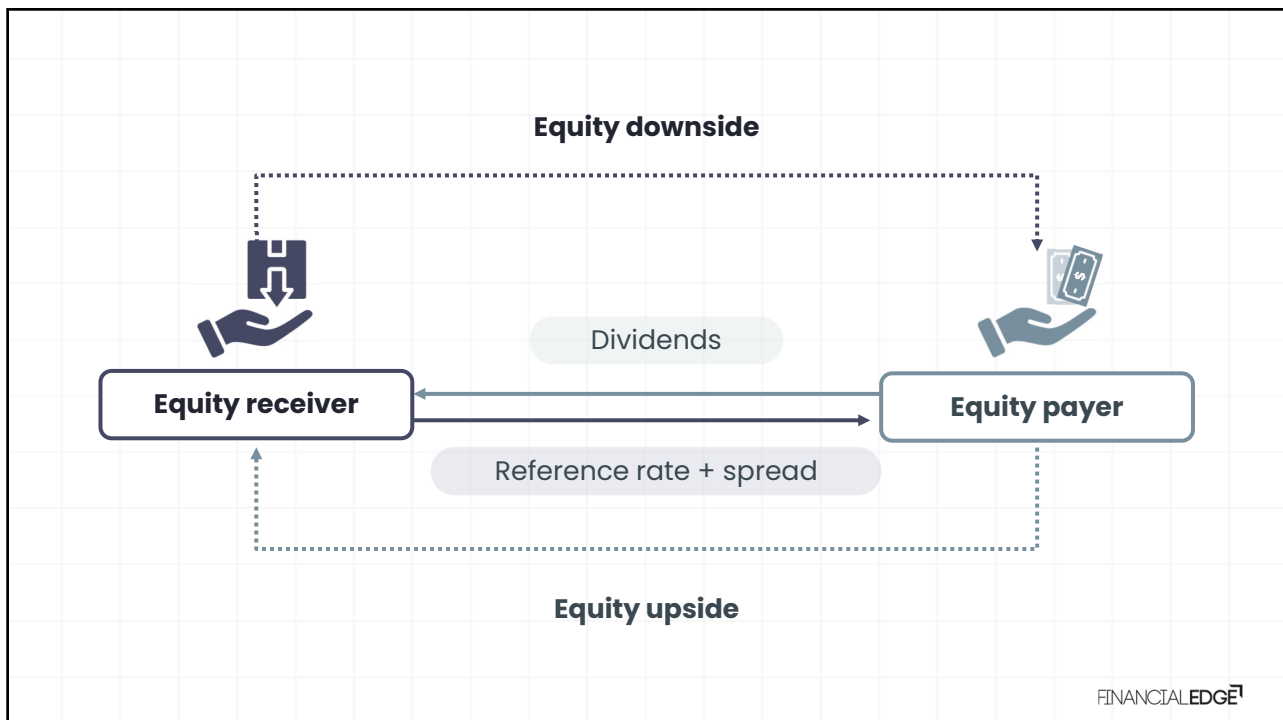 Equity downside
Dividends
Equity receiver
Equity payer
Reference rate + spread
Equity upside
FINANCIALEDGE